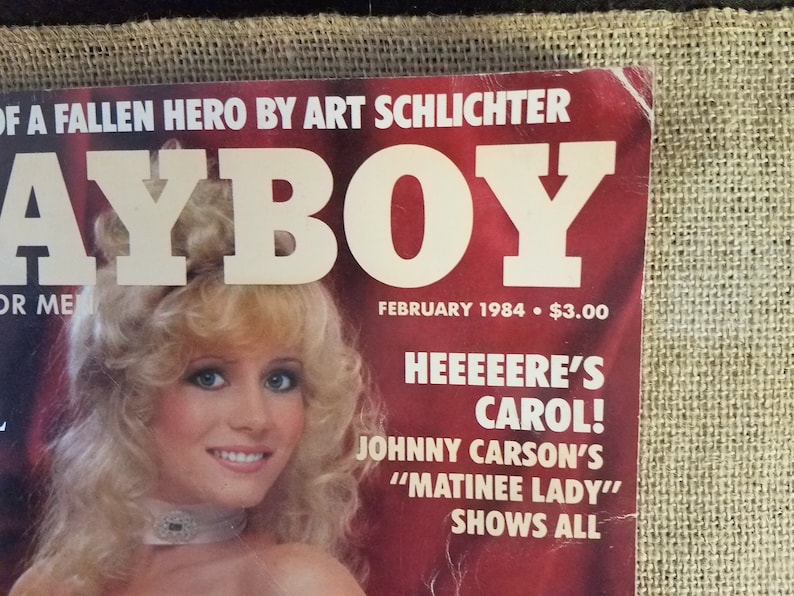 OF A FALLEN HERO BY ART SCHLICHTER
AYBOY
OR MEN
FEBRUARY 1984 • $3.00
HEEEEERE'S
CAROL!
JOHNNY CARSON'S
"MATINEE LADY"
SHOWS ALL
L